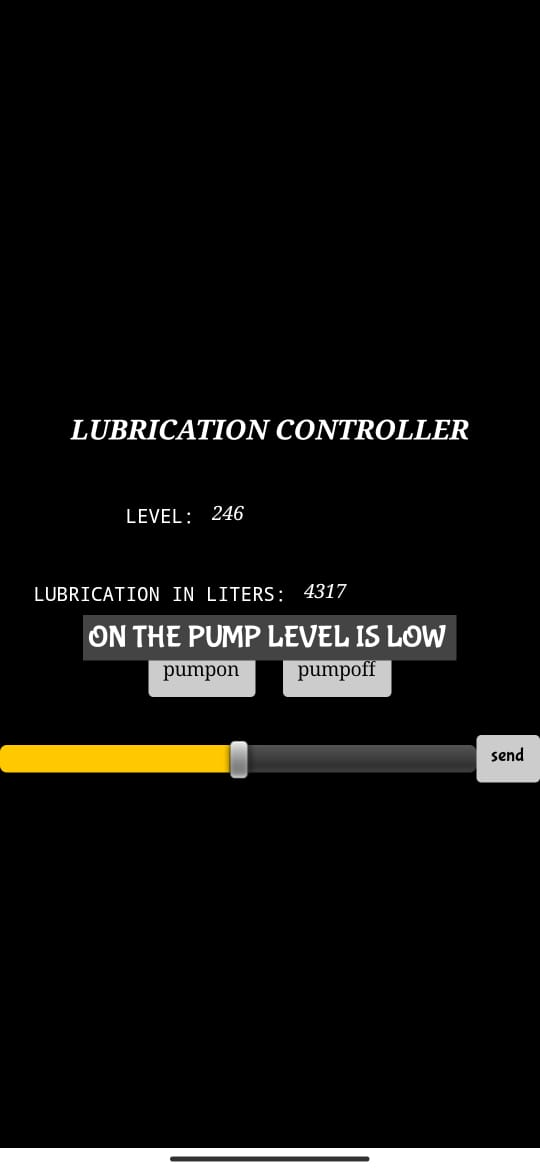 LUBRICATION CONTROLLER
LEVEL: 246
LUBRICATION IN LITERS: 4317
ON THE PUMP LEVEL IS LOW
pumpon pumpoff
send